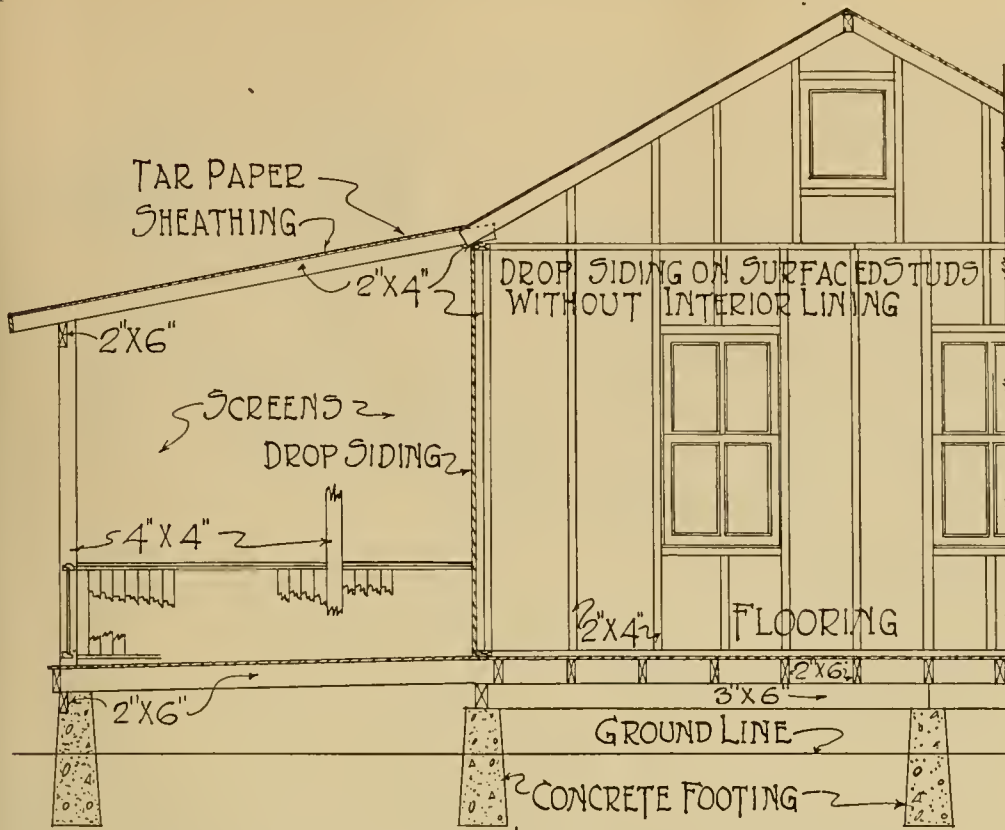 TAR PAPER
SHEATHING
2"X4"
DROP SIDING ON SURFACED STUDS
WITHOUT INTERIOR LINING
2"X6"
SCREENS
DROP SIDING
4"X4"
2"X4"
FLOORING
2"X6"
3"X6"
2"X6"
GROUND LINE
CONCRETE FOOTING